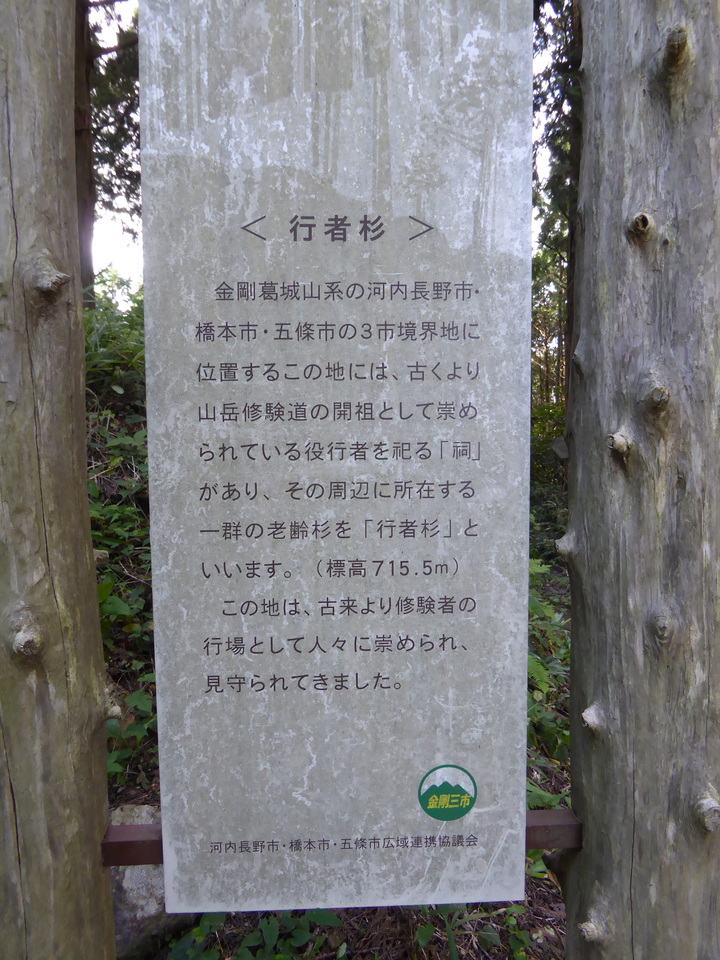 ＜ 行者杉 ＞
金剛葛城山系の河内長野市・
橋本市・五條市の3市境界地に
位置するこの地には、古くより
山岳修験道の開祖として崇め
られている役行者を祀る「祠」
があり、その周辺に所在する
一群の老齢杉を「行者杉」と
いいます。（標高715.5m）
この地は、古来より修験者の
行場として人々に崇められ、
見守られてきました。
金剛三市
河内長野市・橋本市・五條市広域連携協議会